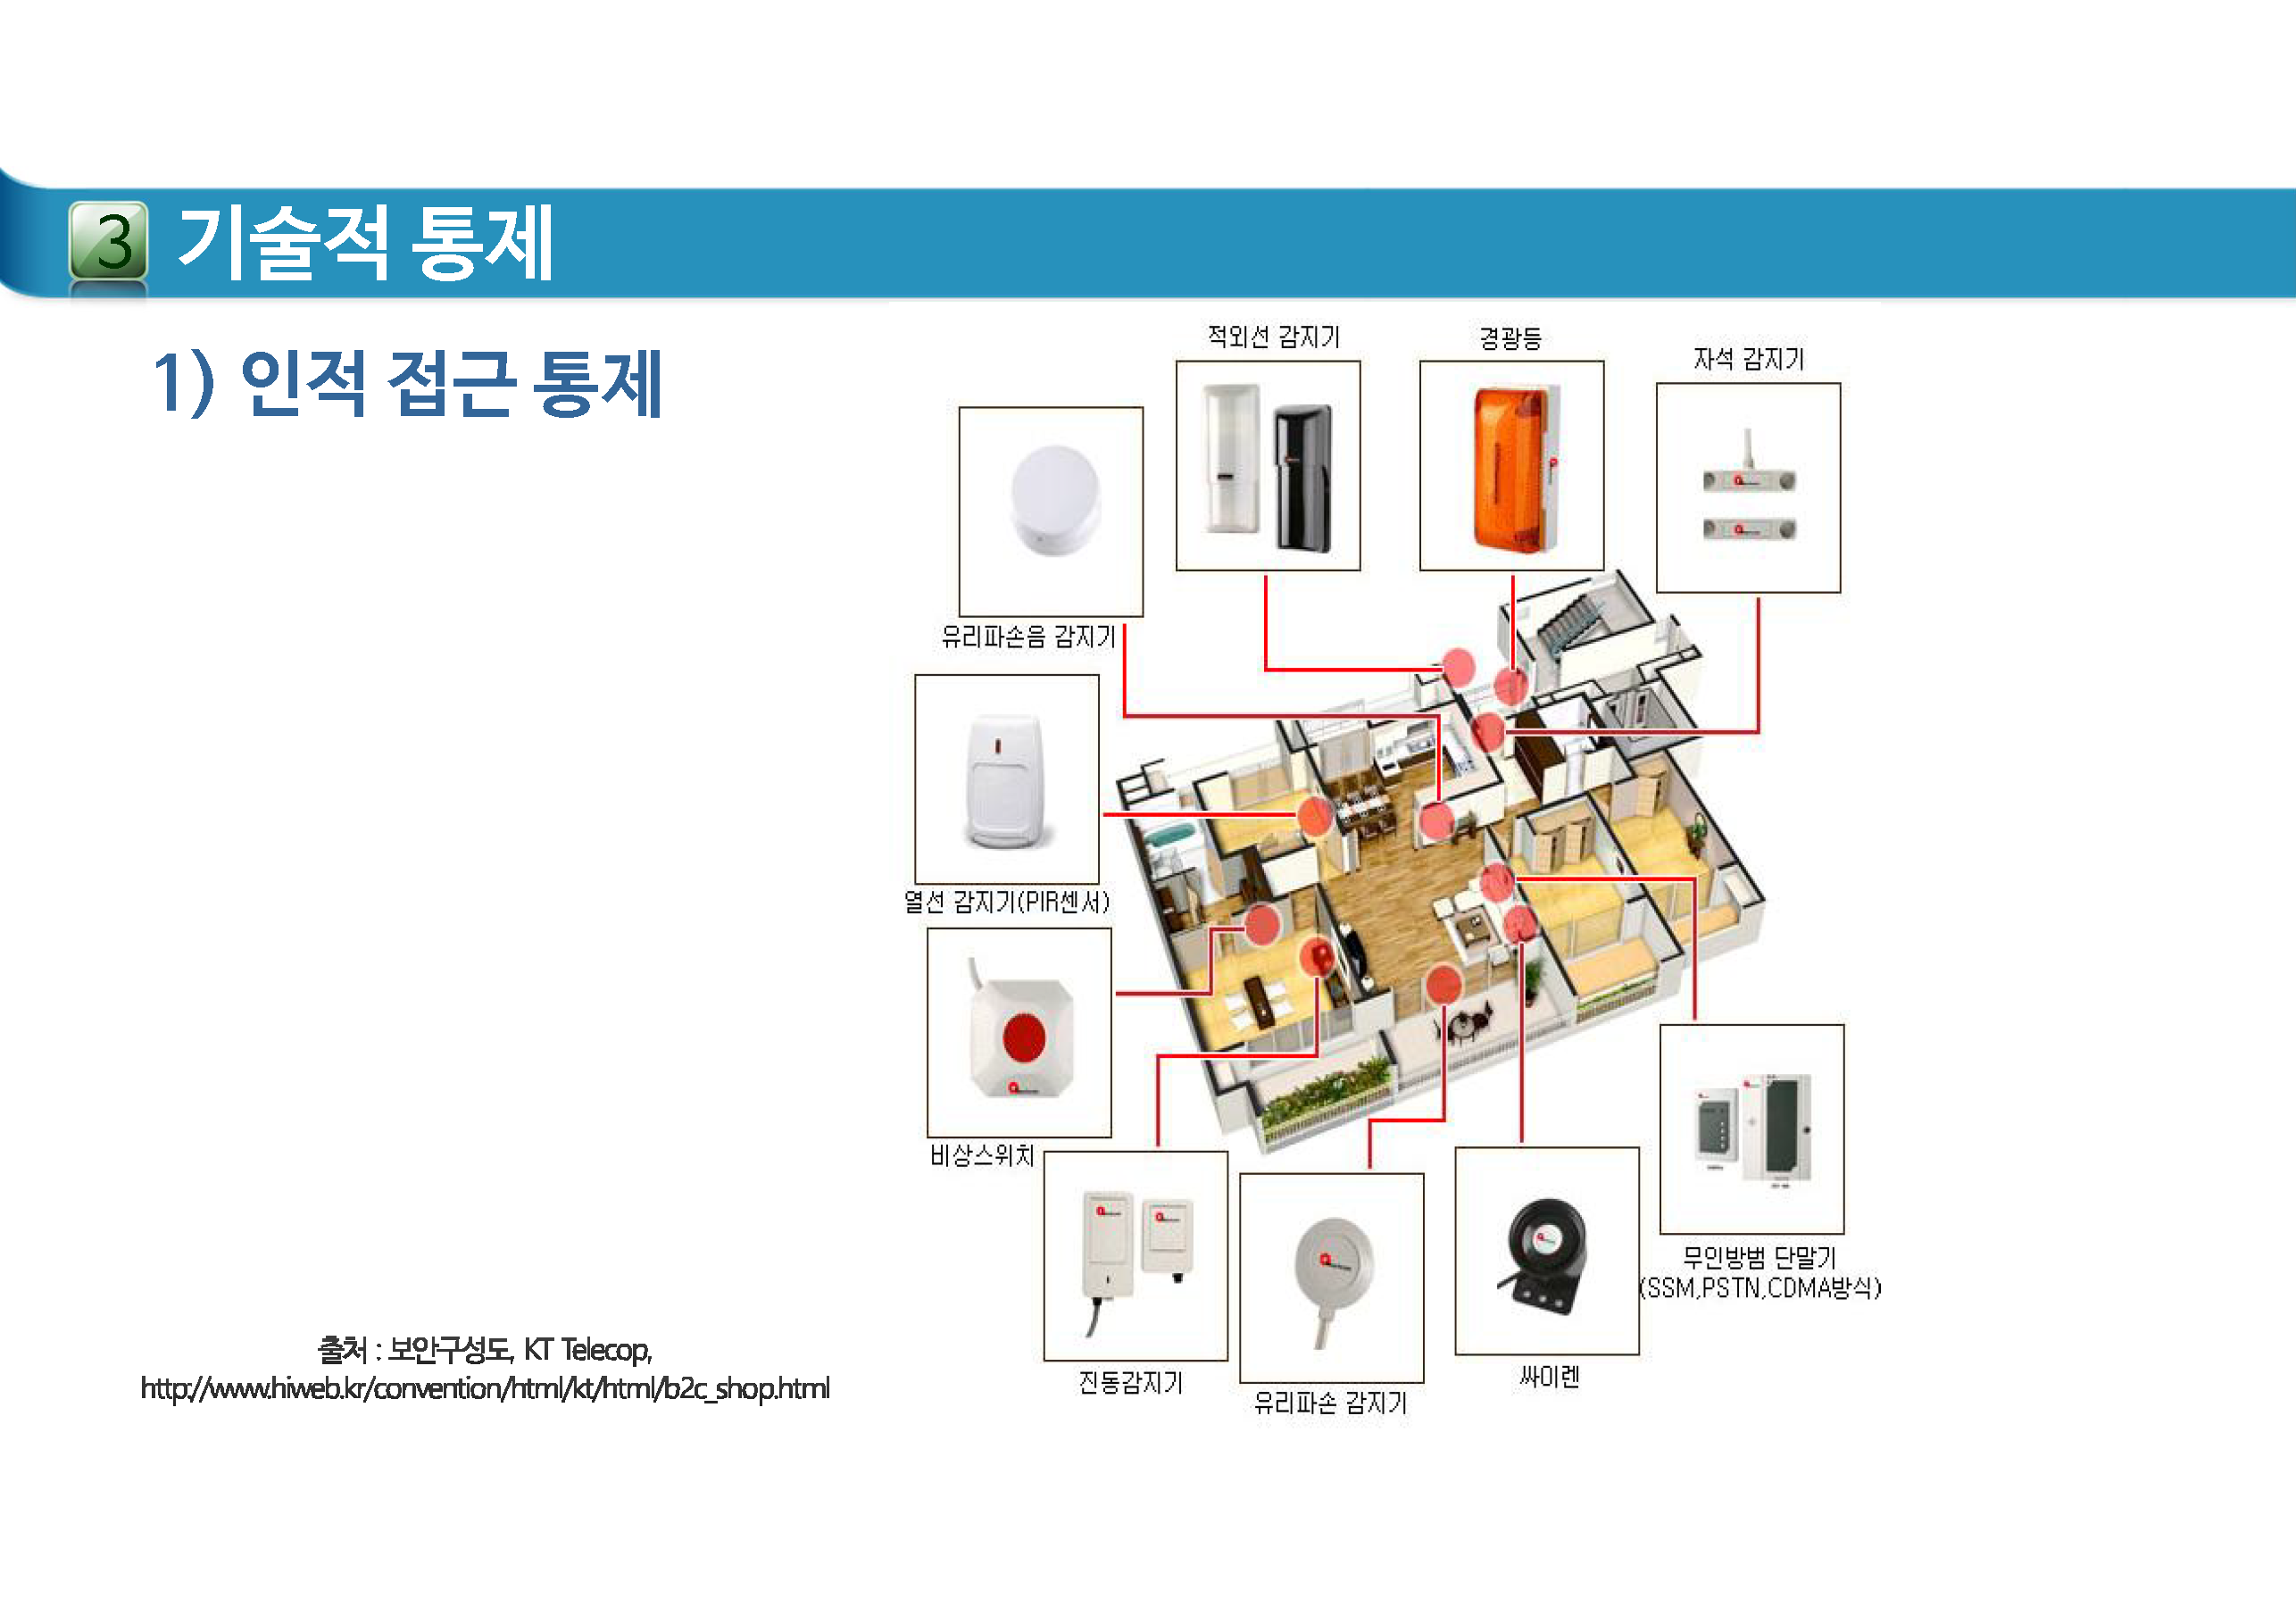 3 기술적 통제
1) 인적 접근 통제
적외선 감지기
경광등
자석 감지기
유리파손음 감지기
열선 감지기(PIR센서)
비상스위치
진동감지기
유리파손 감지기
싸이렌
무인방범 단말기
(SSM,PSTN,CDMA방식)
출처 : 보안구성도, KT Telecop,
http://www.hiweb.kr/convention/html/kt/html/b2c_shop.html